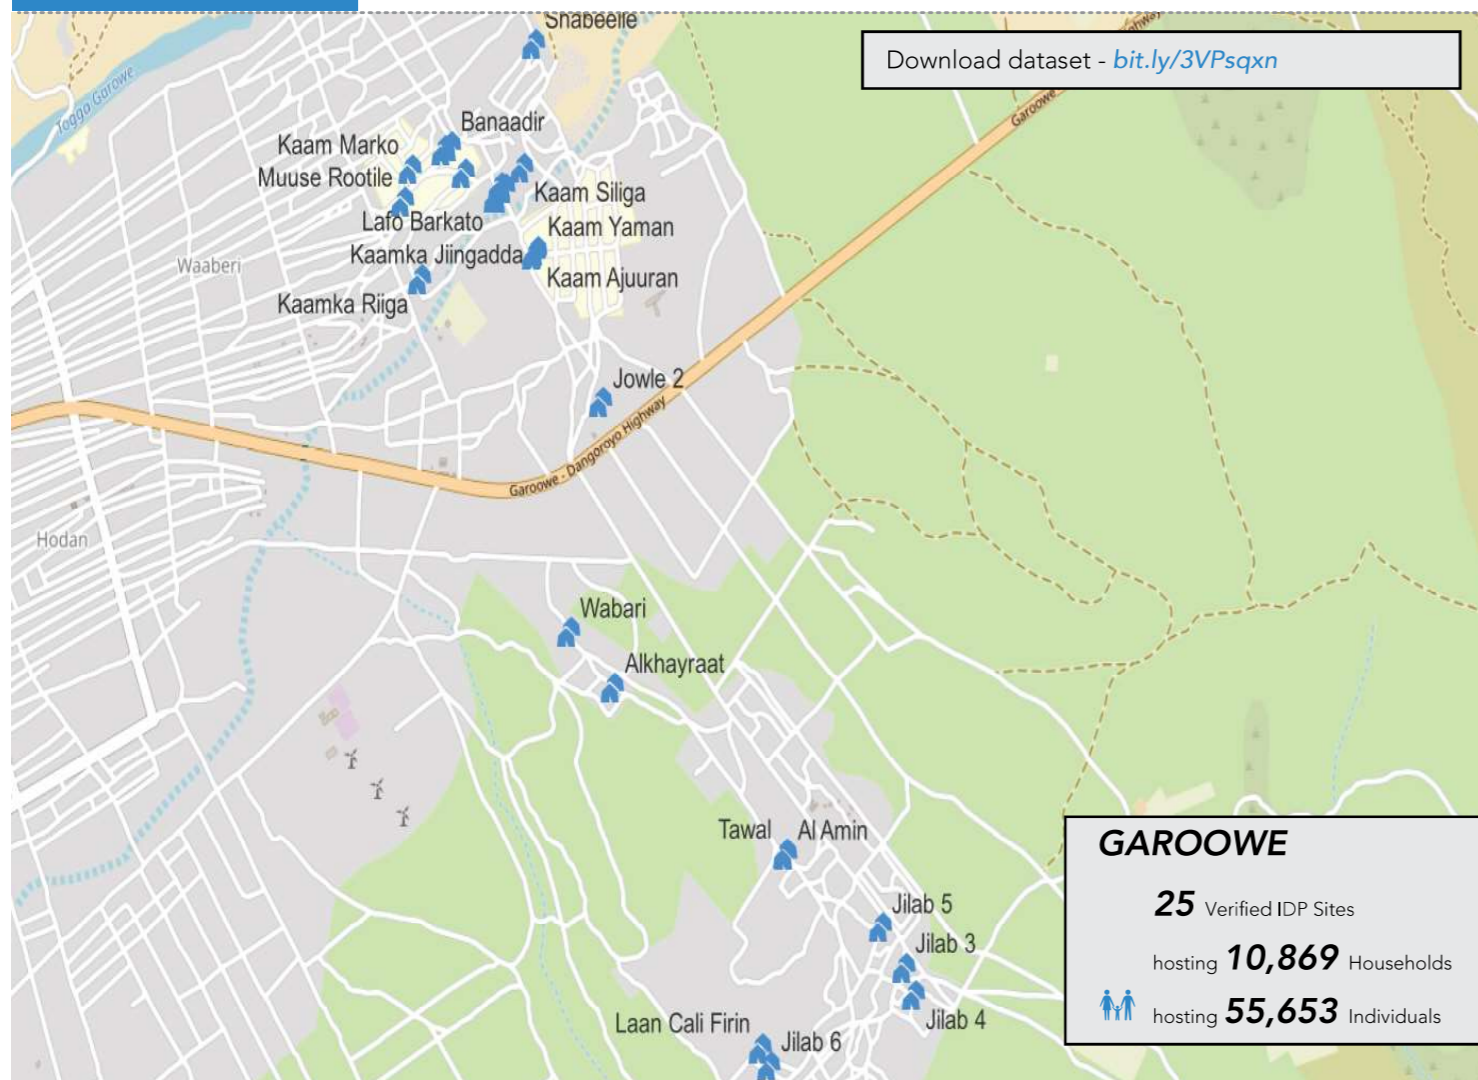 Shabeelle
Download dataset - bit.ly/3VPsqxn
Togga Garowe
Garoowe
Highway
Banaadir
Kaam Marko
Muuse Rootile
Kaam Siliga
Lafo Barkato
Kaam Yaman
Kaamka Jiingadda
Waaberi
Kaam Ajuuran
Kaamka Riiga
Jowle 2
Garoowe - Dangoroyo Highway
Hodan
Wabari
Alkhayraat
Tawal
Al Amin
GAROOWE
25 Verified IDP Sites
hosting 10,869 Households
hosting 55,653 Individuals
Jilab 5
Jilab 3
Jilab 4
Laan Cali Firin
Jilab 6